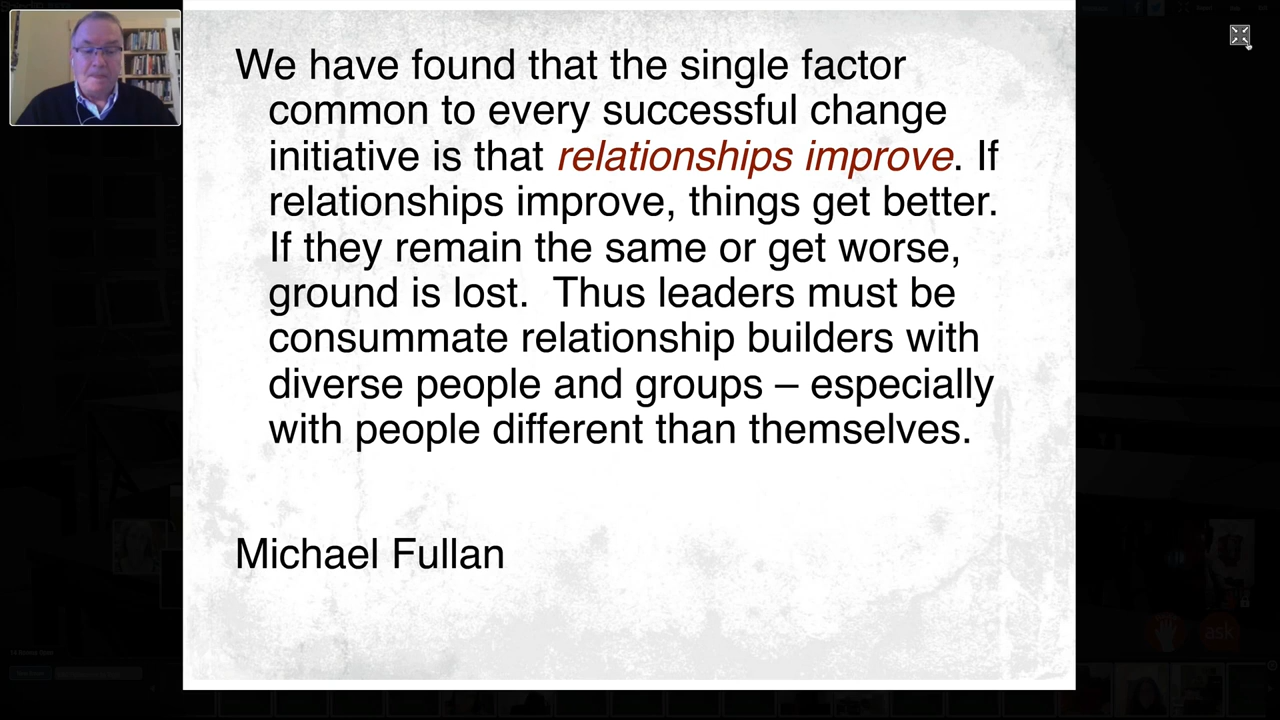 We have found that the single factor
common to every successful change
initiative is that relationships improve. If
relationships improve, things get better.
If they remain the same or get worse,
ground is lost.  Thus leaders must be
consummate relationship builders with
diverse people and groups – especially
with people different than themselves.
Michael Fullan
ask